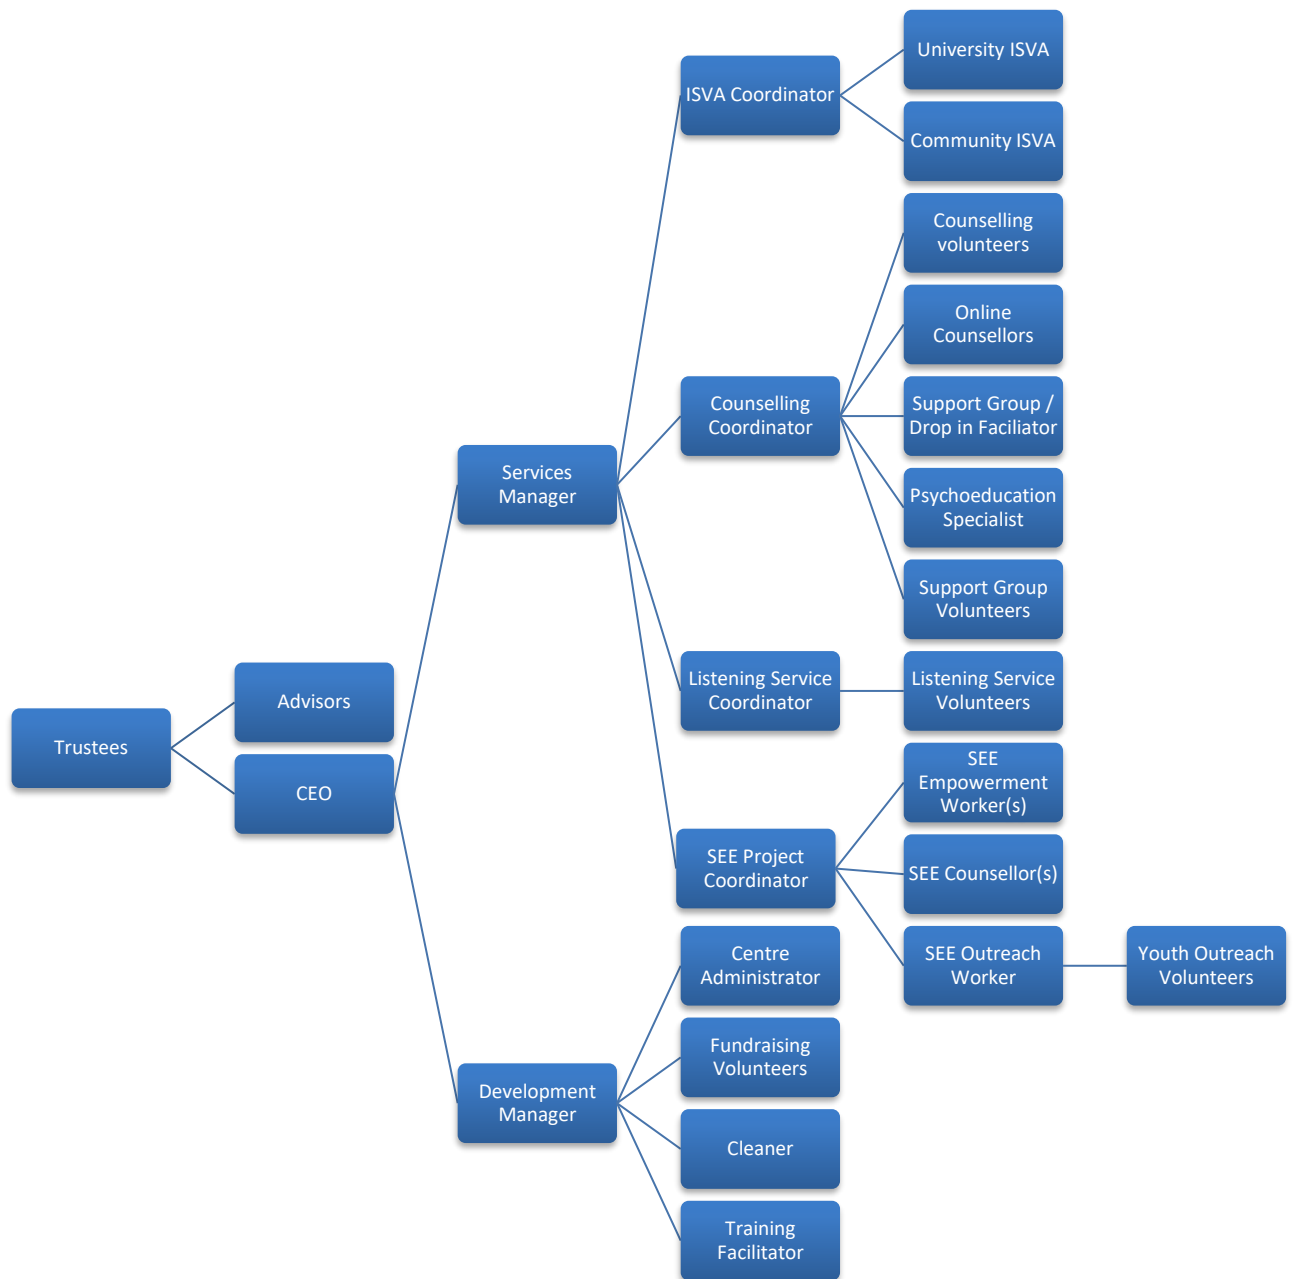 Trustees
Advisors
CEO
Services
Manager
Development
Manager
ISVA Coordinator
Counselling
Coordinator
Listening Service
Coordinator
SEE Project
Coordinator
Centre
Administrator
Fundraising
Volunteers
Cleaner
Training
Facilitator
University ISVA
Community ISVA
Counselling
volunteers
Online
Counsellors
Support Group /
Drop in Faciliator
Psychoeducation
Specialist
Support Group
Volunteers
Listening Service
Volunteers
SEE
Empowerment
Worker(s)
SEE Counsellor(s)
SEE Outreach
Worker
Youth Outreach
Volunteers